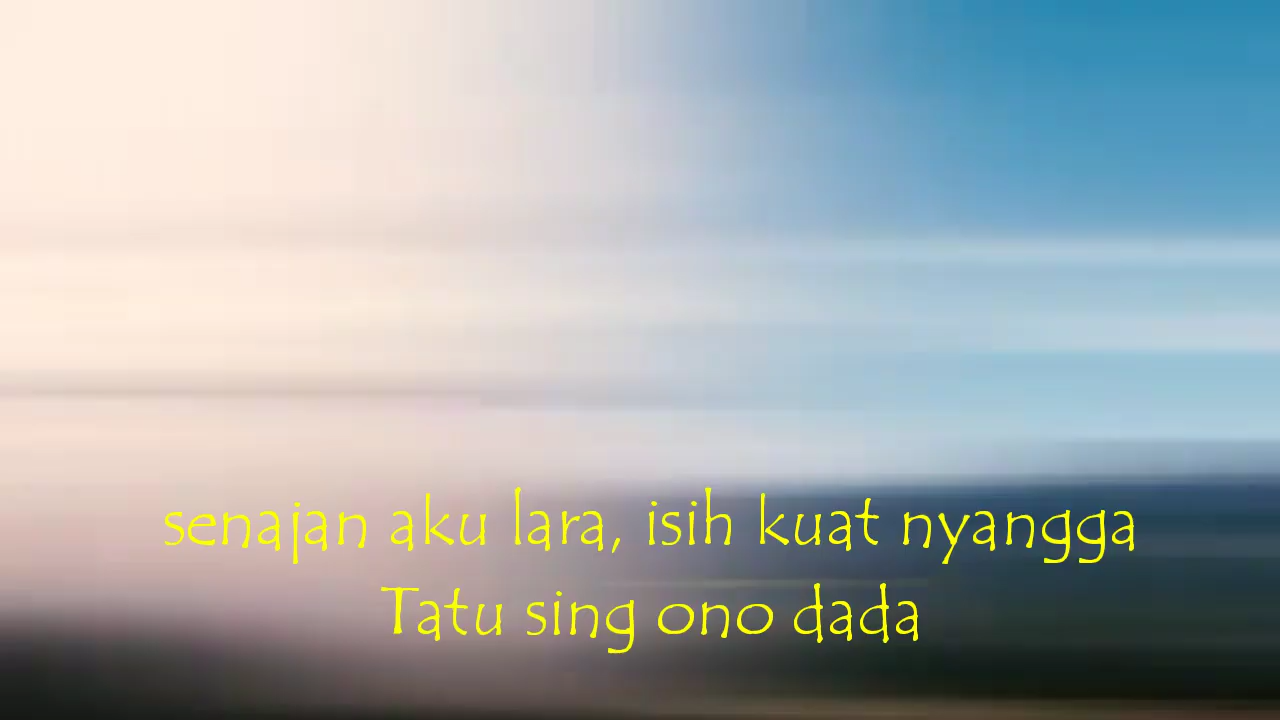 senajan aku lara, isih kuat nyangga
Tatu sing ono dada